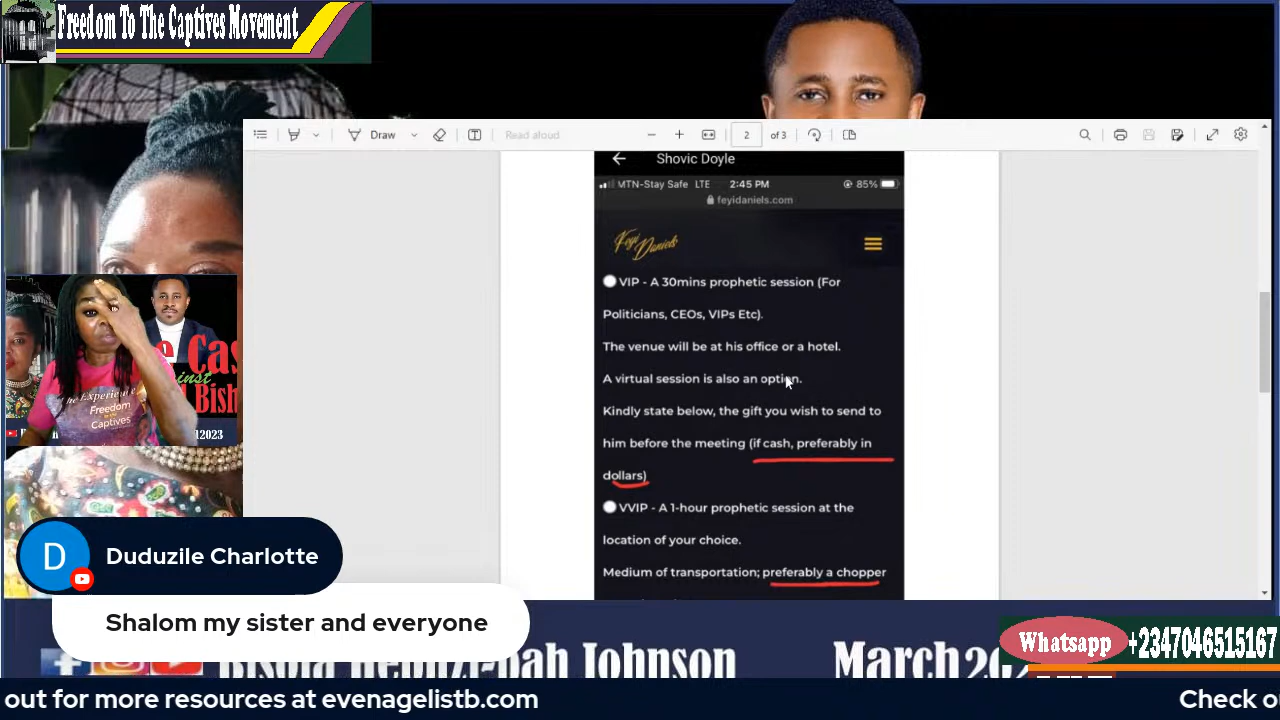 Freedom To The Captives Movement
Draw
Read aloud
2
of 3
Shovic Doyle
MTN-Stay Safe LTE 2:45 PM 85%
feyidaniels.com
Feyi Daniels
VIP - A 30mins prophetic session (For
Politicians, CEOs, VIPs Etc).
The venue will be at his office or a hotel.
A virtual session is also an option.
Kindly state below, the gift you wish to send to
him before the meeting (if cash, preferably in
dollars)
VVIP - A 1-hour prophetic session at the
location of your choice.
Medium of transportation; preferably a chopper
The Experience
Freedom
Captives
D
Duduzile Charlotte
Shalom my sister and everyone
Johnson
Whatsapp +2347046515167
out for more resources at evenagelistb.com
Check o